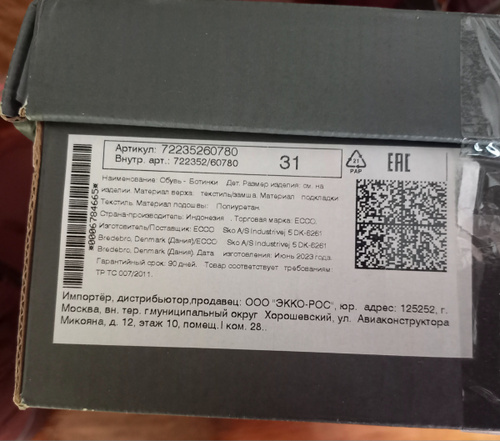 Артикул: 72235260780
Внутр. арт.: 722352/60780
31
21
PAP
EAC
*0006784665*
Наименование: Обувь - Ботинки Дет. Размер изделия: см. на
изделии. Материал верха: текстиль/замша. Материал подкладки
Текстиль. Материал подошвы: Полиуретан.
Страна-производитель: Индонезия . Торговая марка: ECCO.
Изготовитель/Поставщик: ECCO Sko A/S Industrivej 5 DK-6261
Bredebro, Denmark (Дания)/ECCO Sko A/S Industrivej 5 DK-6261
Bredebro, Denmark (Дания). Дата изготовления: Июнь 2023 года.
Гарантийный срок: 90 дней. Товар соответствует требованиям:
ТР ТС 007/2011.
Импортёр, дистрибьютор,продавец: ООО "ЭККО-РОС", юр. адрес: 125252, г.
Москва, вн. тер. г.муниципальный округ Хорошевский, ул. Авиаконструктора
Микояна, д. 12, этаж 10, помещ. I ком. 28..